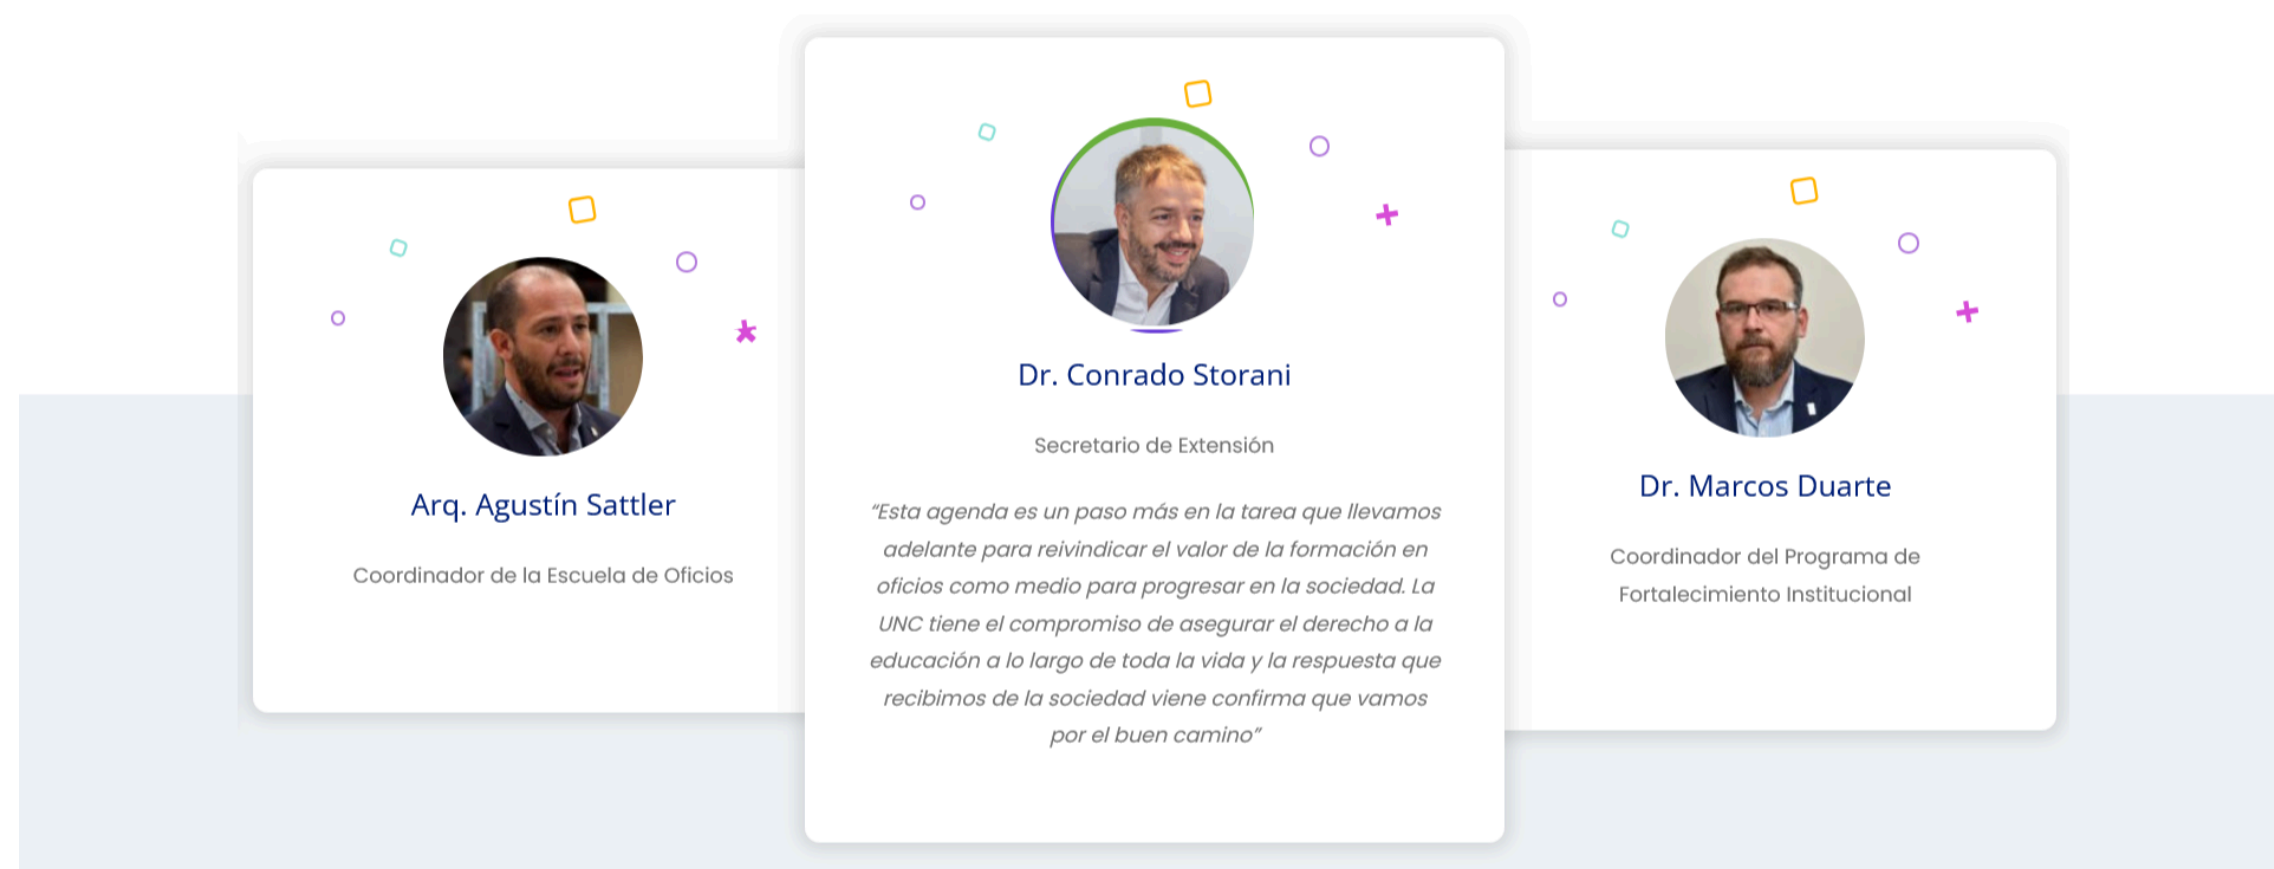 Arq. Agustín Sattler
Coordinador de la Escuela de Oficios
Dr. Conrado Storani
Secretario de Extensión
“Esta agenda es un paso más en la tarea que llevamos
adelante para reivindicar el valor de la formación en
oficios como medio para progresar en la sociedad. La
UNC tiene el compromiso de asegurar el derecho a la
educación a lo largo de toda la vida y la respuesta que
recibimos de la sociedad viene confirma que vamos
por el buen camino”
Dr. Marcos Duarte
Coordinador del Programa de
Fortalecimiento Institucional